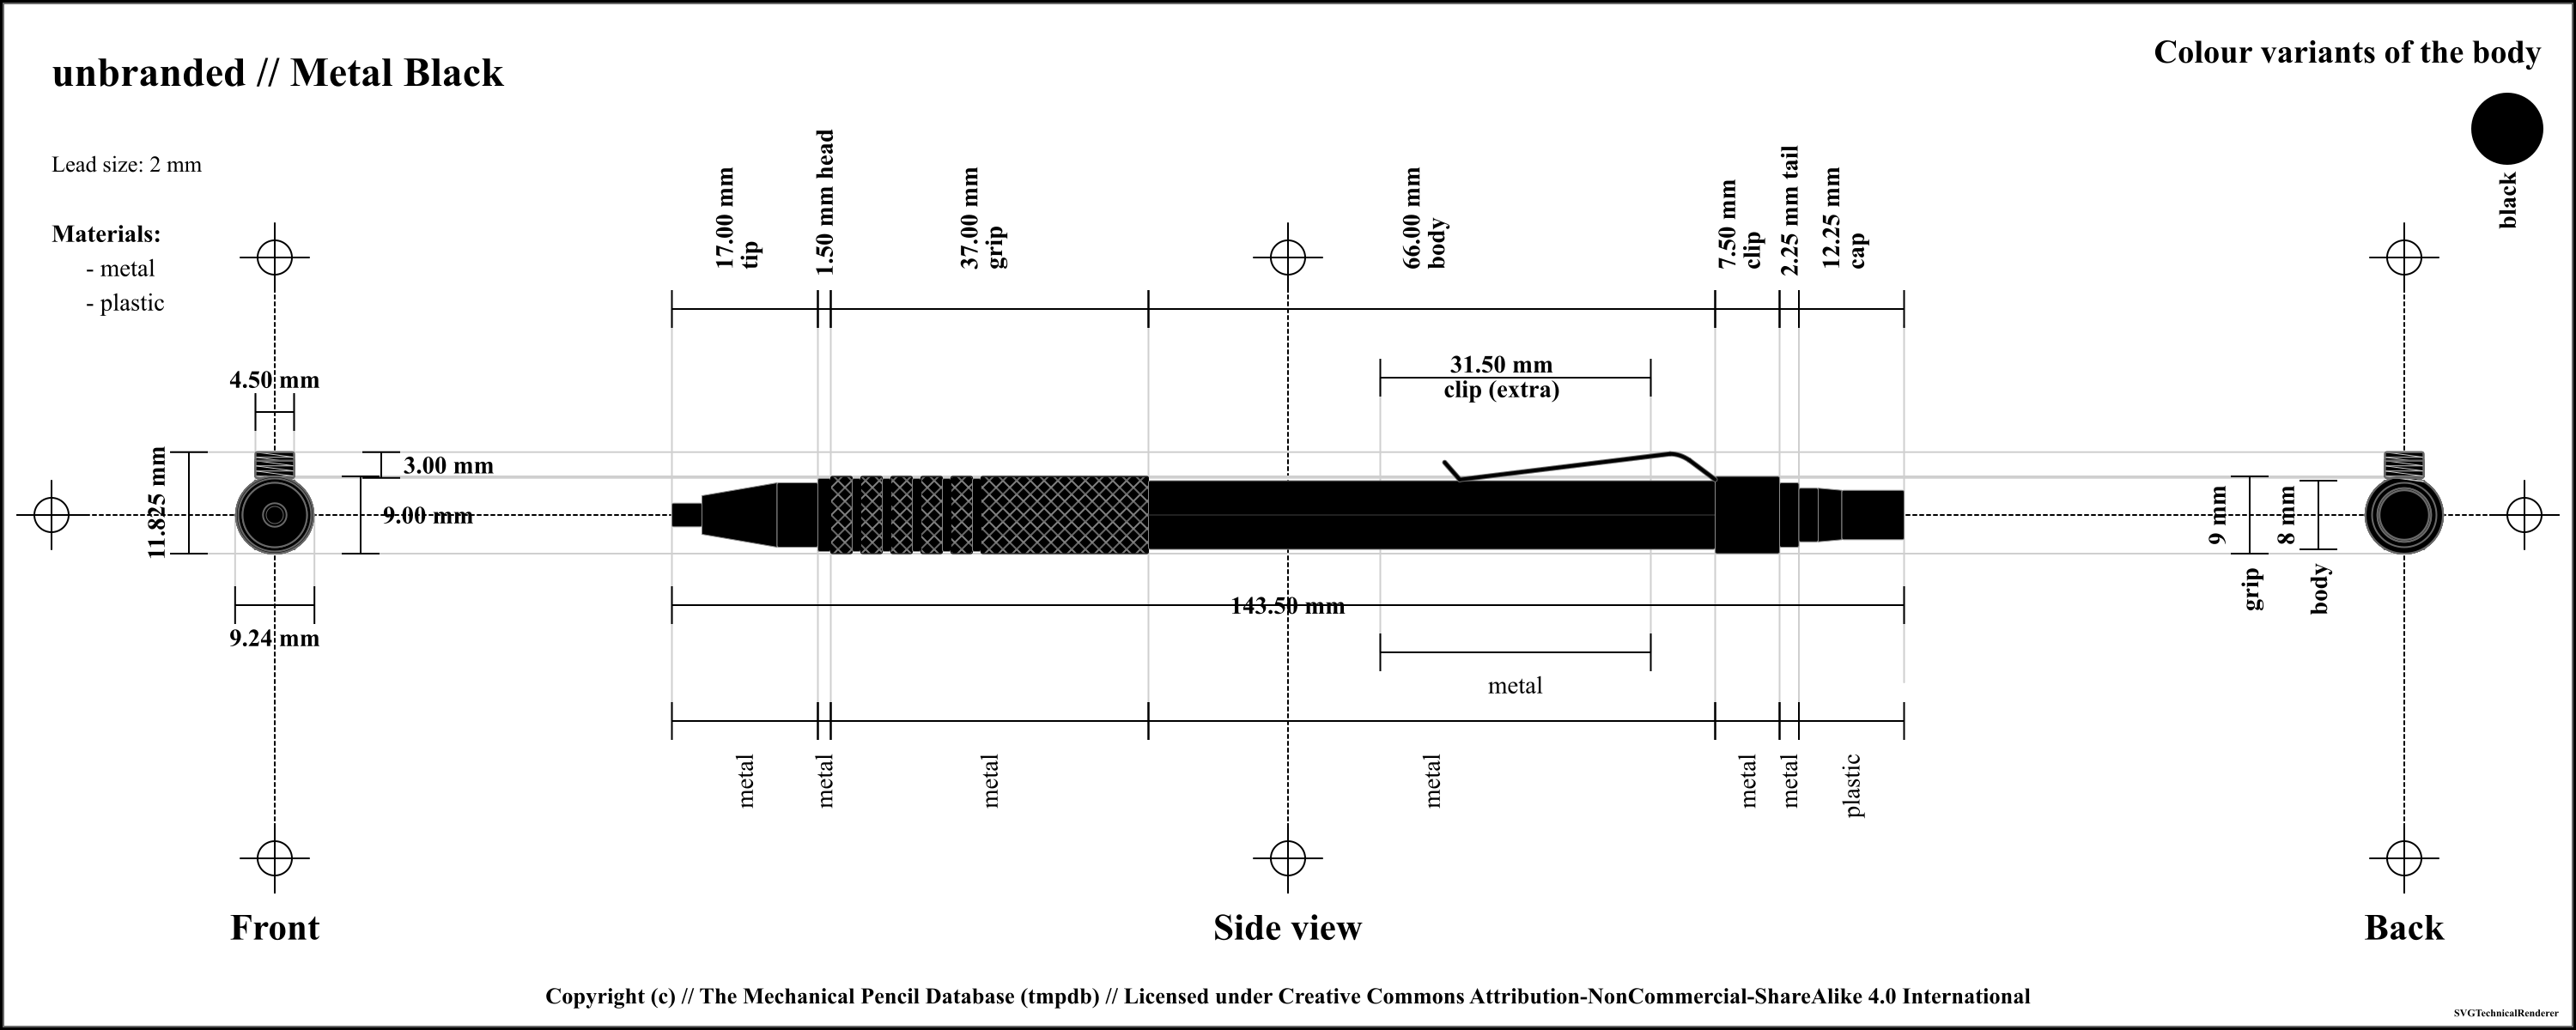 unbranded // Metal Black
Colour variants of the body
black
Lead size: 2 mm
Materials:
- metal
- plastic
17.00 mm
tip
1.50 mm head
37.00 mm
grip
66.00 mm
body
7.50 mm
clip
2.25 mm tail
12.25 mm
cap
31.50 mm
clip (extra)
4.50 mm
11.825 mm
3.00 mm
9.00 mm
9.24 mm
143.50 mm
9 mm
grip
8 mm
body
metal
metal
metal
metal
metal
metal
metal
plastic
Front
Side view
Back
Copyright (c) // The Mechanical Pencil Database (tmpdb) // Licensed under Creative Commons Attribution-NonCommercial-ShareAlike 4.0 International
SVGTechnicalRenderer